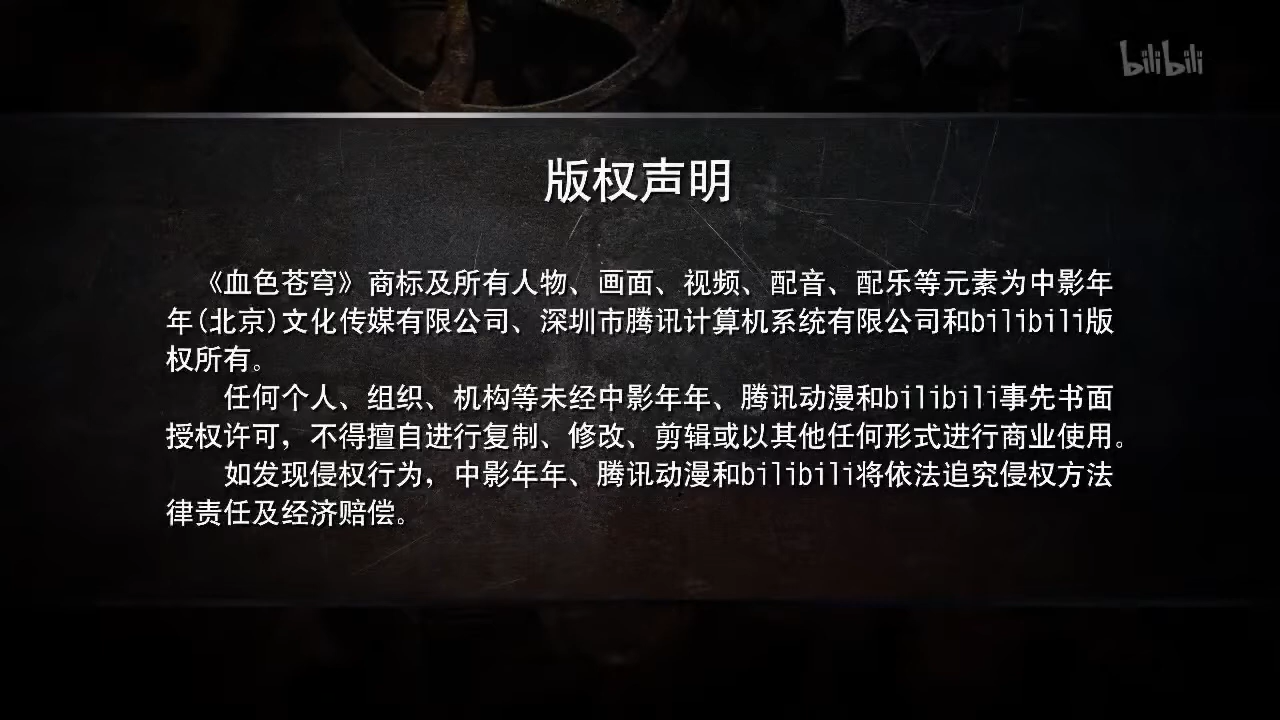 bilibili
版权声明
《血色苍穹》商标及所有人物、画面、视频、配音、配乐等元素为中影年
年(北京)文化传媒有限公司、深圳市腾讯计算机系统有限公司和bilibili版
权所有。
任何个人、组织、机构等未经中影年年、腾讯动漫和bilibili事先书面
授权许可，不得擅自进行复制、修改、剪辑或以其他任何形式进行商业使用。
如发现侵权行为，中影年年、腾讯动漫和bilibili将依法追究侵权方法
律责任及经济赔偿。